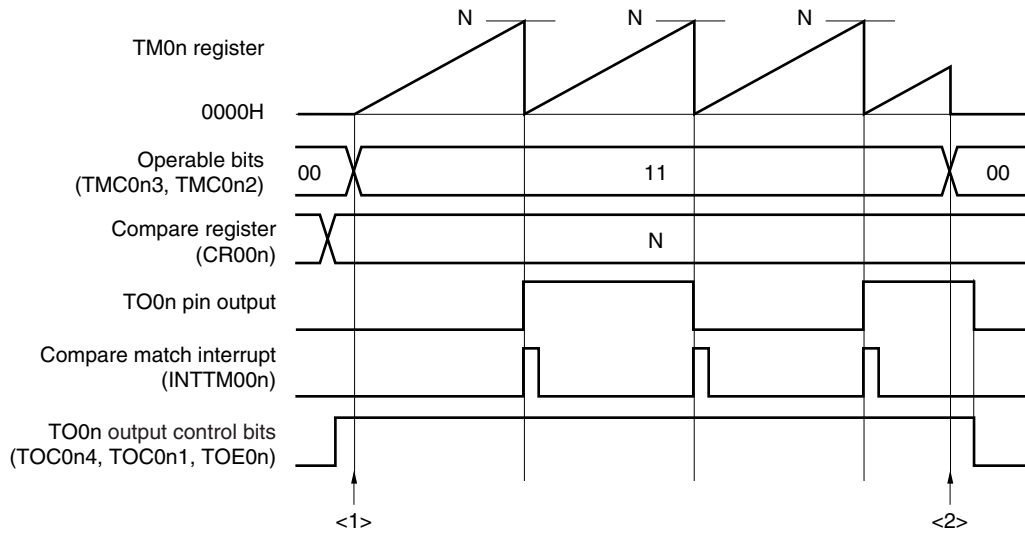 N N N
TM0n register
0000H
Operable bits
(TMC0n3, TMC0n2)
00 11 00
Compare register
(CR00n)
N
TO0n pin output
Compare match interrupt
(INTTM00n)
TO0n output control bits
(TOC0n4, TOC0n1, TOE0n)
<1> <2>